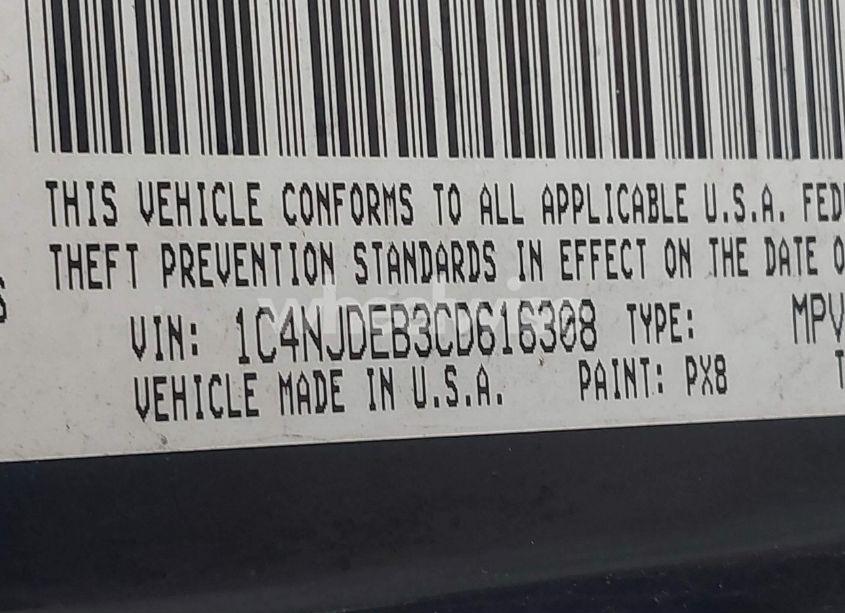 THIS VEHICLE CONFORMS TO ALL APPLICABLE U.S.A. FED
THEFT PREVENTION STANDARDS IN EFFECT ON THE DATE O
S
VIN: 1C4NJDEB3CD616308 TYPE: MPV
VEHICLE MADE IN U.S.A. PAINT: PX8 T